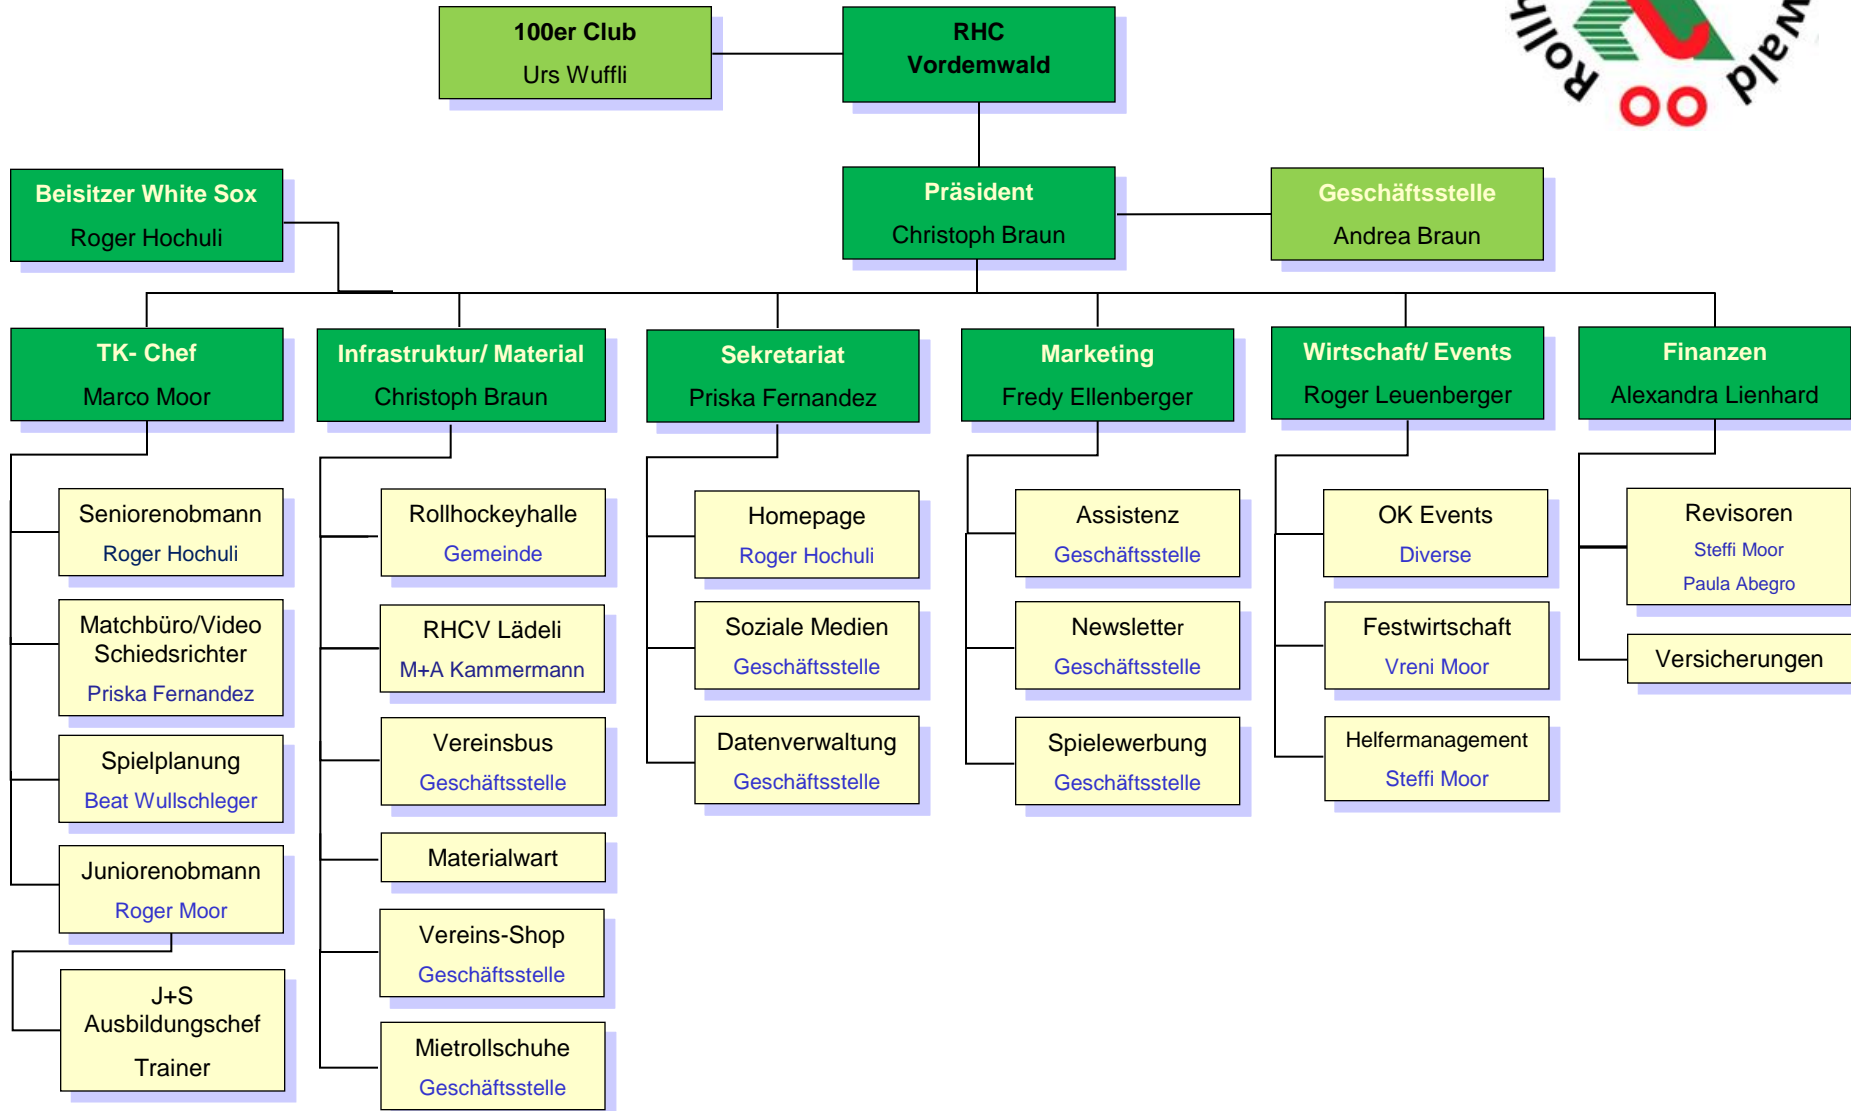 100er Club
Urs Wuffli
RHC
Vordemwald
Beisitzer White Sox
Roger Hochuli
Präsident
Christoph Braun
Geschäftsstelle
Andrea Braun
TK- Chef
Marco Moor
Infrastruktur/ Material
Christoph Braun
Sekretariat
Priska Fernandez
Marketing
Fredy Ellenberger
Wirtschaft/ Events
Roger Leuenberger
Finanzen
Alexandra Lienhard
Seniorenobmann
Roger Hochuli
Matchbüro/Video
Schiedsrichter
Priska Fernandez
Spielplanung
Beat Wullschleger
Juniorenobmann
Roger Moor
J+S
Ausbildungschef
Trainer
Rollhockeyhalle
Gemeinde
RHCV Lädeli
M+A Kammermann
Vereinsbus
Geschäftsstelle
Materialwart
Vereins-Shop
Geschäftsstelle
Mietrollschuhe
Geschäftsstelle
Homepage
Roger Hochuli
Soziale Medien
Geschäftsstelle
Datenverwaltung
Geschäftsstelle
Assistenz
Geschäftsstelle
Newsletter
Geschäftsstelle
Spielewerbung
Geschäftsstelle
OK Events
Diverse
Festwirtschaft
Vreni Moor
Helfermanagement
Steffi Moor
Revisoren
Steffi Moor
Paula Abegro
Versicherungen